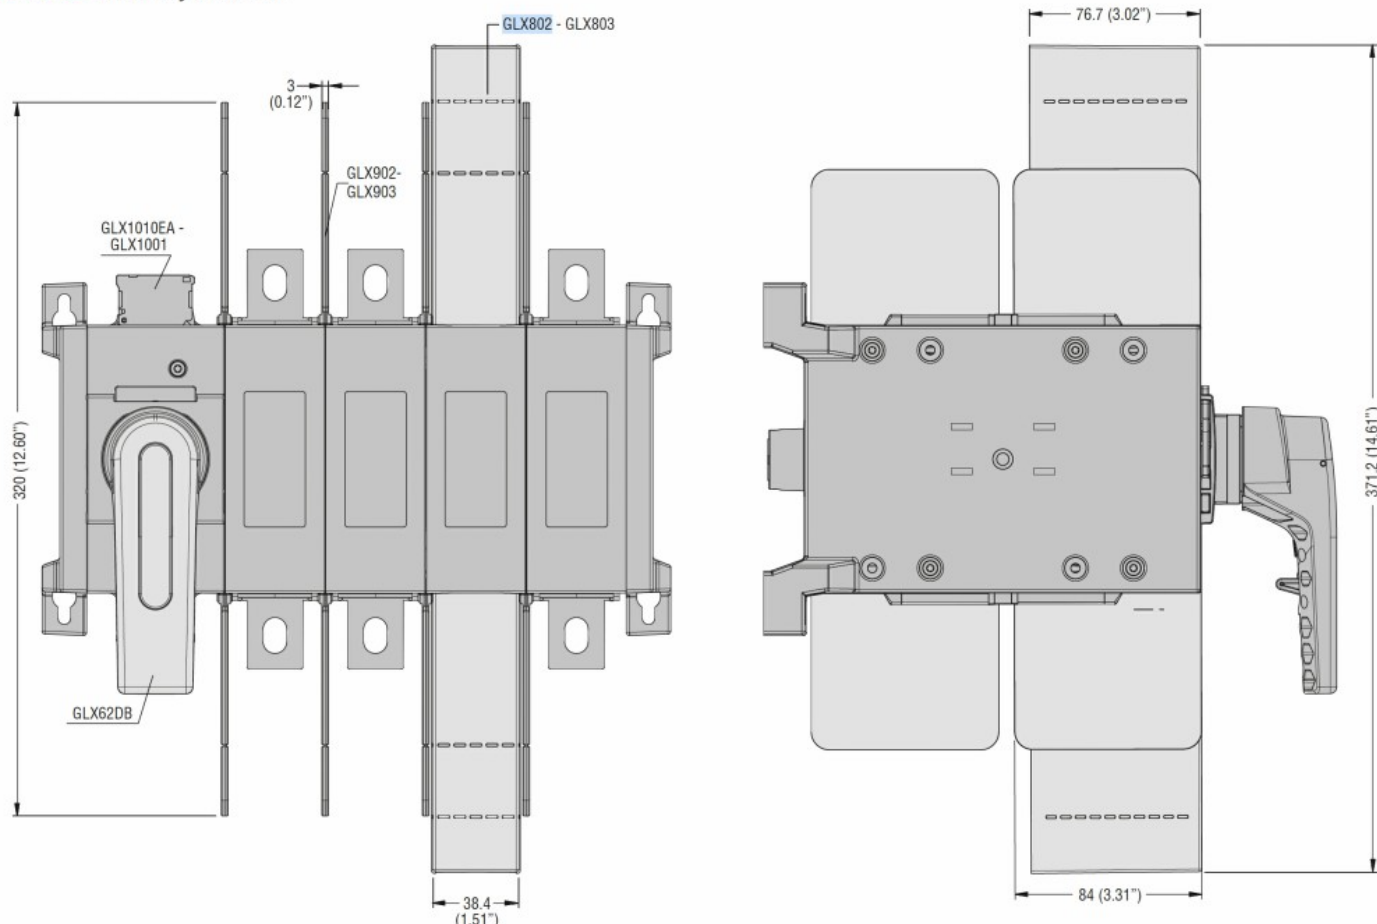 GLX802 - GLX803
76.7 (3.02")
3
(0.12")
GLX902-
GLX903
GLX1010EA -
GLX1001
320 (12.60")
371.2 (14.61")
GLX62DB
38.4
(1.51")
84 (3.31")